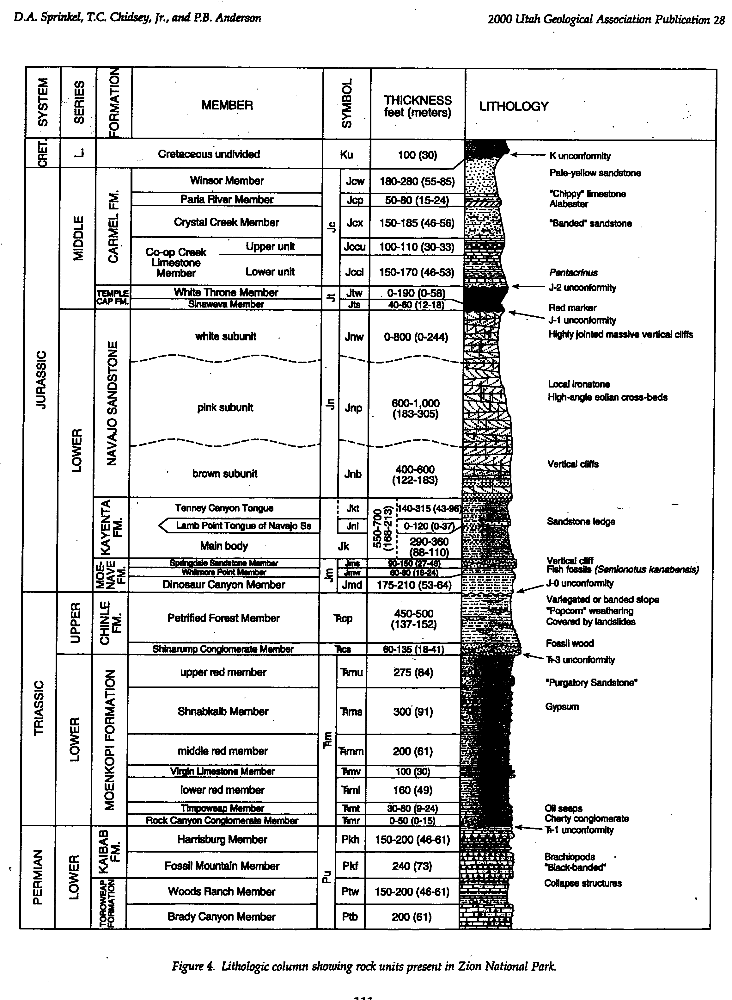 D.A. Sprinkel, T.C. Chidsey, Jr., and P.B. Anderson
2000 Utah Geological Association Publication 28
SYSTEM
SERIES
FORMATION
MEMBER
SYMBOL
THICKNESS
feet (meters)
LITHOLOGY
CRET.
L.
Cretaceous undivided
Ku
100 (30)
K unconformity
JURASSIC
MIDDLE
CARMEL FM.
Jc
Winsor Member
Jcw
180-280 (55-85)
Pale-yellow sandstone
Paria River Member
Jcp
50-80 (15-24)
"Chippy" limestone
Alabaster
Crystal Creek Member
Jcx
150-185 (46-56)
"Banded" sandstone
Co-op Creek
Limestone
Member
Upper unit
Jccu
100-110 (30-33)
Lower unit
Jccl
150-170 (46-53)
Pentacrinus
J-2 unconformity
TEMPLE
CAP FM.
Jt
White Throne Member
Jtw
0-190 (0-58)
Sinawava Member
Jts
40-60 (12-18)
Red marker
J-1 unconformity
LOWER
NAVAJO SANDSTONE
Jn
white subunit
Jnw
0-800 (0-244)
Highly jointed massive vertical cliffs
pink subunit
Jnp
600-1,000
(183-305)
Local ironstone
High-angle eolian cross-beds
brown subunit
Jnb
400-600
(122-183)
Vertical cliffs
KAYENTA
FM.
550-700
(168-213)
Tenney Canyon Tongue
Jkt
140-315 (43-96)
Lamb Point Tongue of Navajo Ss
Jnl
0-120 (0-37)
Sandstone ledge
Main body
Jk
290-360
(88-110)
MOE-
NAVE
FM.
Jm
Springdale Sandstone Member
Jms
90-150 (27-46)
Vertical cliff
Whitmore Point Member
Jmw
60-80 (18-24)
Fish fossils (Semionotus kanabensis)
Dinosaur Canyon Member
Jmd
175-210 (53-64)
J-0 unconformity
TRIASSIC
UPPER
CHINLE
FM.
Petrified Forest Member
Ꞧcp
450-500
(137-152)
Variegated or banded slope
"Popcorn" weathering
Covered by landslides
Shinarump Conglomerate Member
Ꞧcs
60-135 (18-41)
Fossil wood
Ꞧ-3 unconformity
LOWER
MOENKOPI FORMATION
Ꞧm
upper red member
Ꞧmu
275 (84)
"Purgatory Sandstone"
Shnabkaib Member
Ꞧms
300 (91)
Gypsum
middle red member
Ꞧmm
200 (61)
Virgin Limestone Member
Ꞧmv
100 (30)
lower red member
Ꞧml
160 (49)
Timpoweap Member
Ꞧmt
30-80 (9-24)
Oil seeps
Rock Canyon Conglomerate Member
Ꞧmr
0-50 (0-15)
Cherty conglomerate
Ꞧ-1 unconformity
PERMIAN
LOWER
KAIBAB
FM.
Pu
Harrisburg Member
Pkh
150-200 (46-61)
Fossil Mountain Member
Pkf
240 (73)
Brachiopods
"Black-banded"
TOROWEAP
FORMATION
Woods Ranch Member
Ptw
150-200 (46-61)
Collapse structures
Brady Canyon Member
Ptb
200 (61)
Figure 4. Lithologic column showing rock units present in Zion National Park.